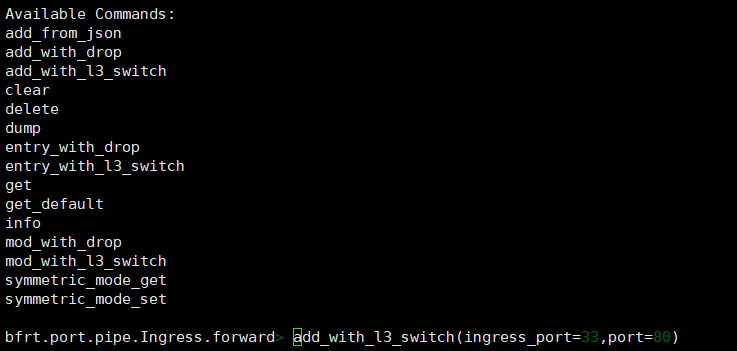 Available Commands:
add_from_json
add_with_drop
add_with_l3_switch
clear
delete
dump
entry_with_drop
entry_with_l3_switch
get
get_default
info
mod_with_drop
mod_with_l3_switch
symmetric_mode_get
symmetric_mode_set
bfrt.port.pipe.Ingress.forward> add_with_l3_switch(ingress_port=33,port=80)